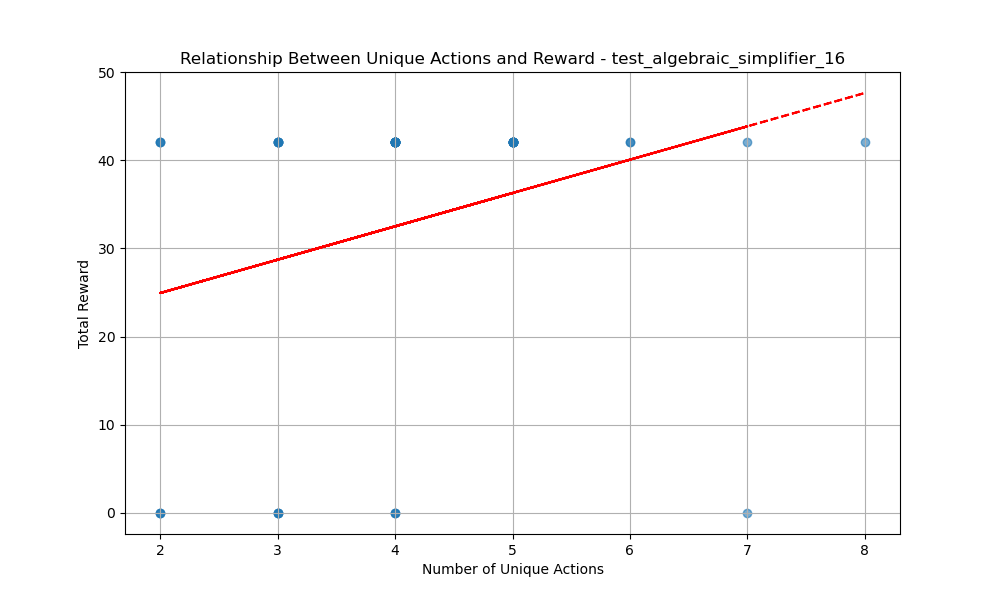 Relationship Between Unique Actions and Reward - test_algebraic_simplifier_16
50
40
30
20
10
0
Total Reward
2 3 4 5 6 7 8
Number of Unique Actions